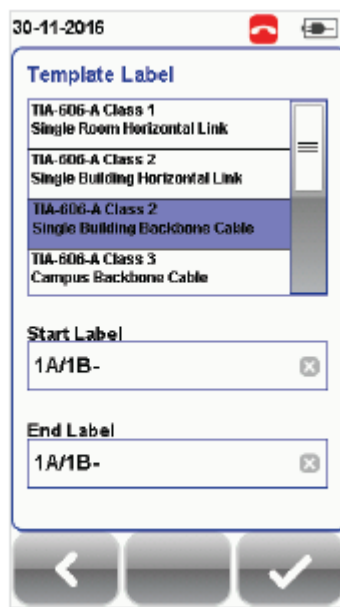 30-11-2016
Template Label
TIA-606-A Class 1
Single Room Horizontal Link
TIA-606-A Class 2
Single Building Horizontal Link
TIA-606-A Class 2
Single Building Backbone Cable
TIA-606-A Class 3
Campus Backbone Cable
Start Label
1A/1B-
End Label
1A/1B-